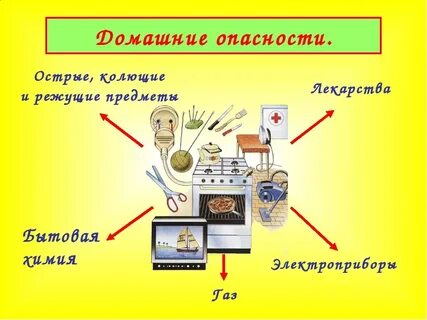 Домашние опасности.
Острые, колющие
и режущие предметы
Лекарства
Бытовая
химия
Электроприборы
Газ